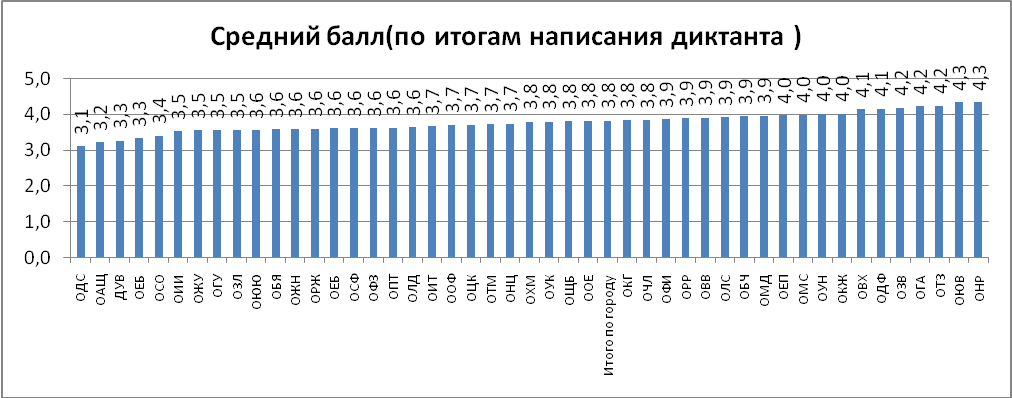 Средний балл(по итогам написания диктанта )
5,0
4,0
3,0
2,0
1,0
0,0
3,1
3,2
3,3
3,3
3,4
3,5
3,5
3,5
3,5
3,6
3,6
3,6
3,6
3,6
3,6
3,6
3,6
3,6
3,7
3,7
3,7
3,7
3,7
3,8
3,8
3,8
3,8
3,8
3,8
3,8
3,9
3,9
3,9
3,9
3,9
3,9
4,0
4,0
4,0
4,0
4,1
4,1
4,2
4,2
4,2
4,3
4,3
ОДС
ОАЩ
ДУВ
ОЕБ
ОСО
ОИИ
ОЖУ
ОГУ
ОЗЛ
ОЮЮ
ОБЯ
ОЖН
ОРЖ
ОЕБ
ОСФ
ОФЗ
ОПТ
ОЛД
ОИТ
ООФ
ОЦК
ОТМ
ОНЦ
ОХМ
ОУК
ОЩБ
ООЕ
Итого по городу
ОКГ
ОЧЛ
ОФИ
ОРР
ОВВ
ОЛС
ОБЧ
ОМД
ОЕП
ОМС
ОУН
ОКЖ
ОВХ
ОДФ
ОЗВ
ОГА
ОТЗ
ОЮВ
ОНР